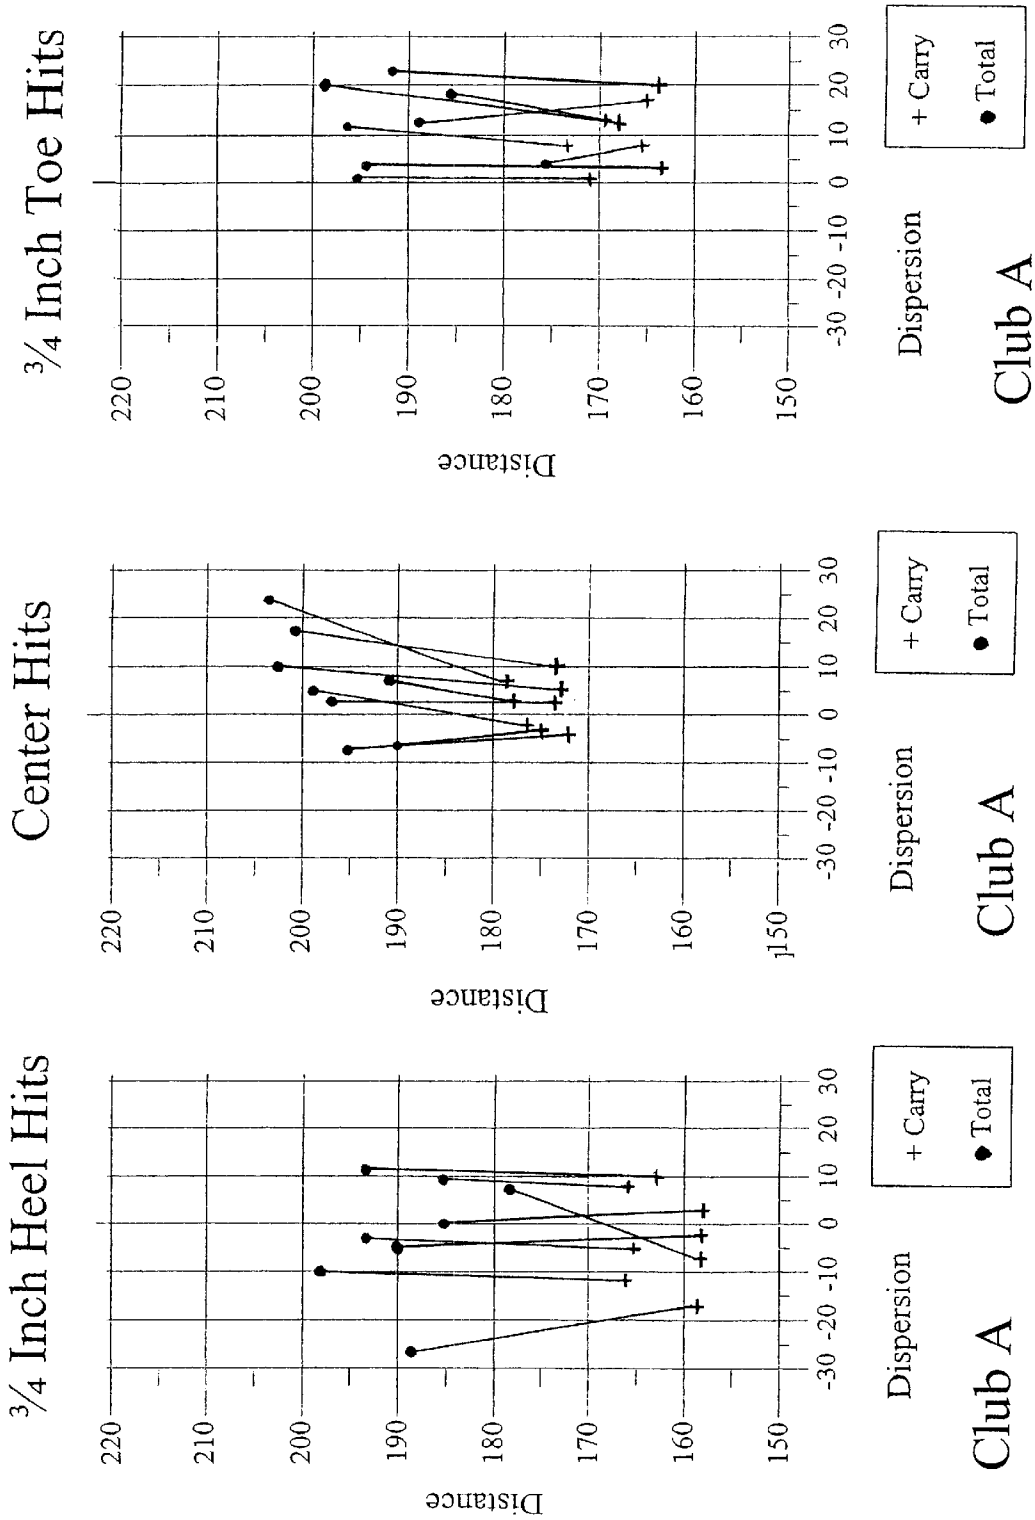 ¾ Inch Heel Hits
Distance
220
210
200
190
180
170
160
150
-30 -20 -10 0 10 20 30
Dispersion
+ Carry
● Total
Club A
Center Hits
Distance
220
210
200
190
180
170
160
150
-30 -20 -10 0 10 20 30
Dispersion
+ Carry
● Total
Club A
¾ Inch Toe Hits
Distance
220
210
200
190
180
170
160
150
-30 -20 -10 0 10 20 30
Dispersion
+ Carry
● Total
Club A